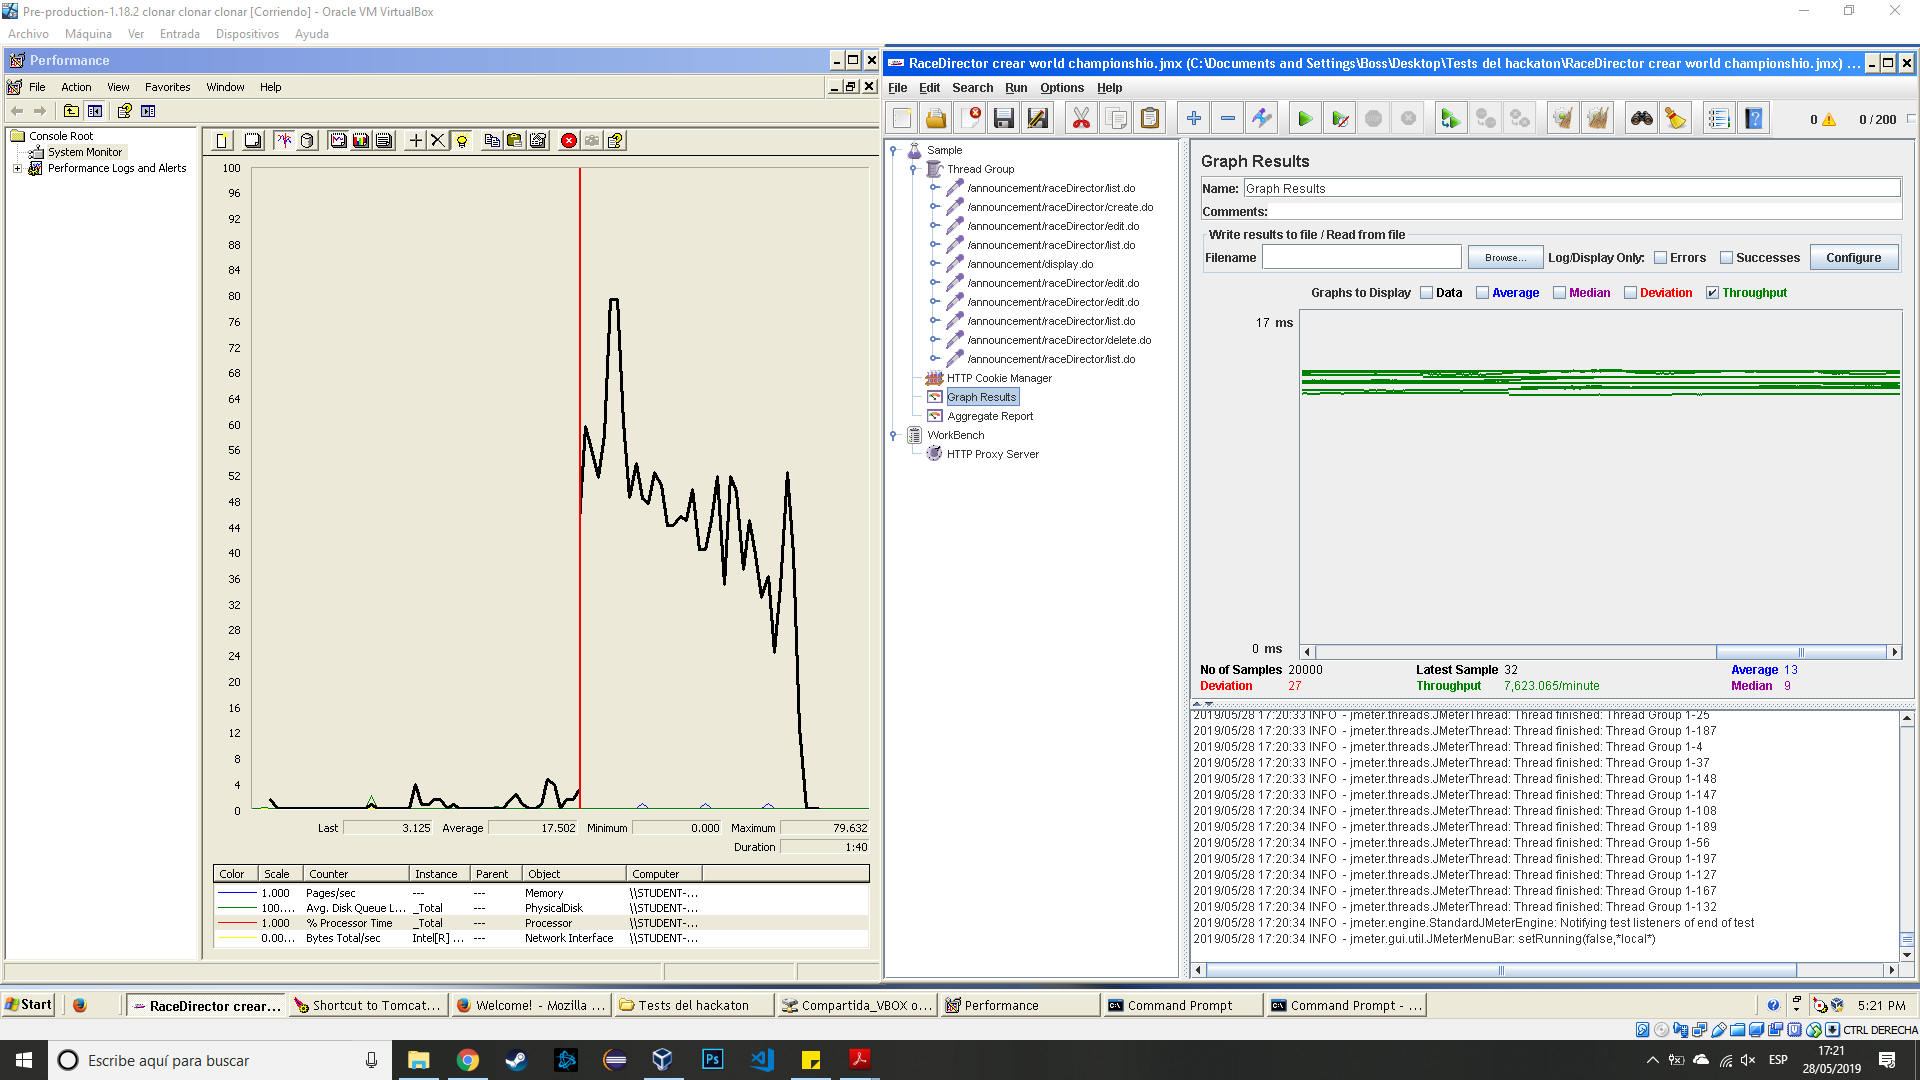 Pre-production-1.18.2 clonar clonar clonar [Corriendo] - Oracle VM VirtualBox
Archivo Máquina Ver Entrada Dispositivos Ayuda
Performance
File Action View Favorites Window Help
Console Root
System Monitor
Performance Logs and Alerts
100
96
92
88
84
80
76
72
68
64
60
56
52
48
44
40
36
32
28
24
20
16
12
8
4
0
Last 3.125 Average 17.502 Minimum 0.000 Maximum 79.632
Duration 1:40
Color Scale Counter Instance Parent Object Computer
1.000 Pages/sec --- --- Memory \\STUDENT-...
100.... Avg. Disk Queue L... _Total --- PhysicalDisk \\STUDENT-...
1.000 % Processor Time _Total --- Processor \\STUDENT-...
0.00... Bytes Total/sec Intel[R] ... --- Network Interface \\STUDENT-...
RaceDirector crear world championshio.jmx (C:\Documents and Settings\Boss\Desktop\Tests del hackaton\RaceDirector crear world championshio.jmx) ...
File Edit Search Run Options Help
0 0 / 200
Sample
Thread Group
/announcement/raceDirector/list.do
/announcement/raceDirector/create.do
/announcement/raceDirector/edit.do
/announcement/raceDirector/list.do
/announcement/display.do
/announcement/raceDirector/edit.do
/announcement/raceDirector/edit.do
/announcement/raceDirector/list.do
/announcement/raceDirector/delete.do
/announcement/raceDirector/list.do
HTTP Cookie Manager
Graph Results
Aggregate Report
WorkBench
HTTP Proxy Server
Graph Results
Name: Graph Results
Comments:
Write results to file / Read from file
Filename Browse... Log/Display Only: Errors Successes Configure
Graphs to Display Data Average Median Deviation Throughput
17 ms
0 ms
No of Samples 20000 Latest Sample 32 Average 13
Deviation 27 Throughput 7,623.065/minute Median 9
2019/05/28 17:20:33 INFO - jmeter.threads.JMeterThread: Thread finished: Thread Group 1-25
2019/05/28 17:20:33 INFO - jmeter.threads.JMeterThread: Thread finished: Thread Group 1-187
2019/05/28 17:20:33 INFO - jmeter.threads.JMeterThread: Thread finished: Thread Group 1-4
2019/05/28 17:20:33 INFO - jmeter.threads.JMeterThread: Thread finished: Thread Group 1-37
2019/05/28 17:20:33 INFO - jmeter.threads.JMeterThread: Thread finished: Thread Group 1-148
2019/05/28 17:20:33 INFO - jmeter.threads.JMeterThread: Thread finished: Thread Group 1-147
2019/05/28 17:20:34 INFO - jmeter.threads.JMeterThread: Thread finished: Thread Group 1-108
2019/05/28 17:20:34 INFO - jmeter.threads.JMeterThread: Thread finished: Thread Group 1-189
2019/05/28 17:20:34 INFO - jmeter.threads.JMeterThread: Thread finished: Thread Group 1-56
2019/05/28 17:20:34 INFO - jmeter.threads.JMeterThread: Thread finished: Thread Group 1-197
2019/05/28 17:20:34 INFO - jmeter.threads.JMeterThread: Thread finished: Thread Group 1-127
2019/05/28 17:20:34 INFO - jmeter.threads.JMeterThread: Thread finished: Thread Group 1-167
2019/05/28 17:20:34 INFO - jmeter.threads.JMeterThread: Thread finished: Thread Group 1-132
2019/05/28 17:20:34 INFO - jmeter.engine.StandardJMeterEngine: Notifying test listeners of end of test
2019/05/28 17:20:34 INFO - jmeter.gui.util.JMeterMenuBar: setRunning(false,*local*)
Start RaceDirector crear... Shortcut to Tomcat... Welcome! - Mozilla ... Tests del hackaton Compartida_VBOX o... Performance Command Prompt Command Prompt - ... 5:21 PM
CTRL DERECHA
Escribe aquí para buscar
Ps
ESP
17:21
28/05/2019